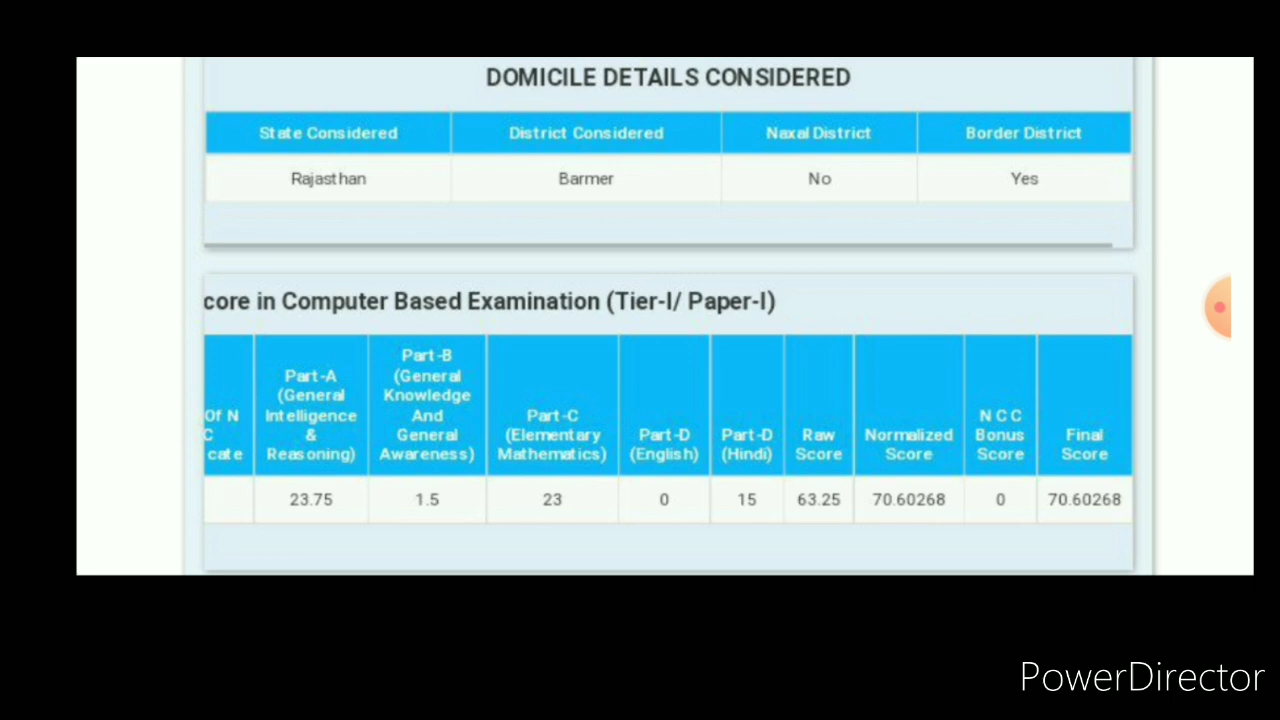 DOMICILE DETAILS CONSIDERED
State Considered District Considered Naxal District Border District
Rajasthan Barmer No Yes
core in Computer Based Examination (Tier-I/ Paper-I)
Of N
C
cate
Part-A
(General
Intelligence
&
Reasoning)
Part-B
(General
Knowledge
And
General
Awareness)
Part-C
(Elementary
Mathematics)
Part-D
(English)
Part-D
(Hindi)
Raw
Score
Normalized
Score
N C C
Bonus
Score
Final
Score
23.75 1.5 23 0 15 63.25 70.60268 0 70.60268
PowerDirector